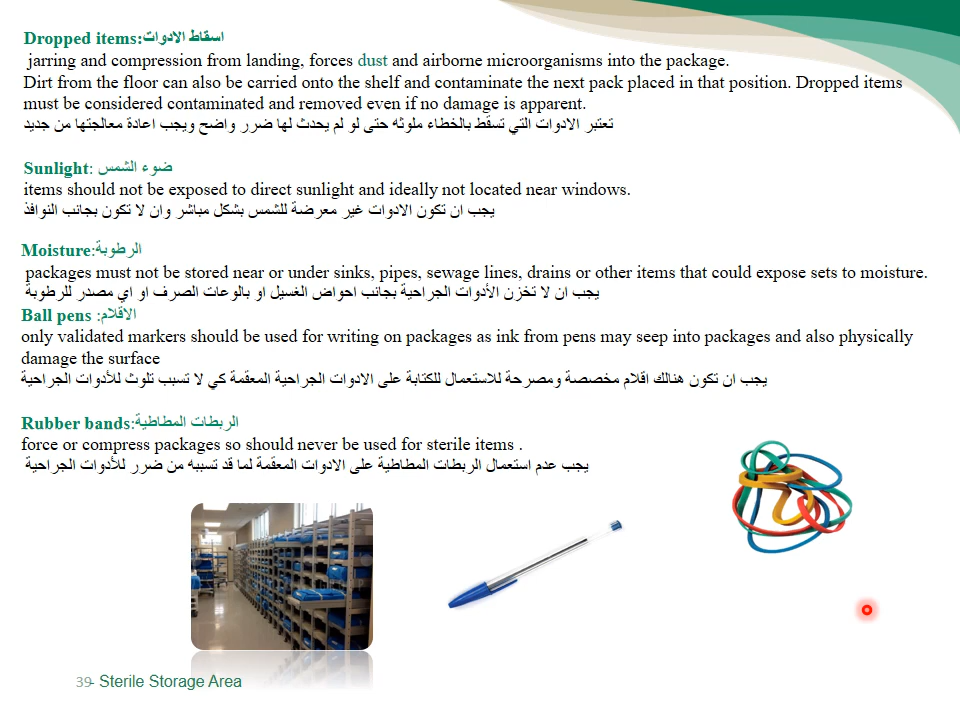 Dropped items:اسقاط الادوات
jarring and compression from landing, forces dust and airborne microorganisms into the package.
Dirt from the floor can also be carried onto the shelf and contaminate the next pack placed in that position. Dropped items
must be considered contaminated and removed even if no damage is apparent.
تعتبر الادوات التي تسقط بالخطاء ملوثه حتى لو لم يحدث لها ضرر واضح ويجب اعادة معالجتها من جديد
Sunlight: ضوء الشمس
items should not be exposed to direct sunlight and ideally not located near windows.
يجب ان تكون الادوات غير معرضة للشمس بشكل مباشر وان لا تكون بجانب النوافذ
Moisture:الرطوبة
packages must not be stored near or under sinks, pipes, sewage lines, drains or other items that could expose sets to moisture.
يجب ان لا تخزن الأدوات الجراحية بجانب احواض الغسيل او بالوعات الصرف او اي مصدر للرطوبة
Ball pens :الاقلام
only validated markers should be used for writing on packages as ink from pens may seep into packages and also physically
damage the surface
يجب ان تكون هنالك اقلام مخصصة ومصرحة للاستعمال للكتابة على الادوات الجراحية المعقمة كي لا تسبب تلوث للأدوات الجراحية
Rubber bands:الربطات المطاطية
force or compress packages so should never be used for sterile items .
يجب عدم استعمال الربطات المطاطية على الادوات المعقمة لما قد تسببه من ضرر للأدوات الجراحية
39- Sterile Storage Area